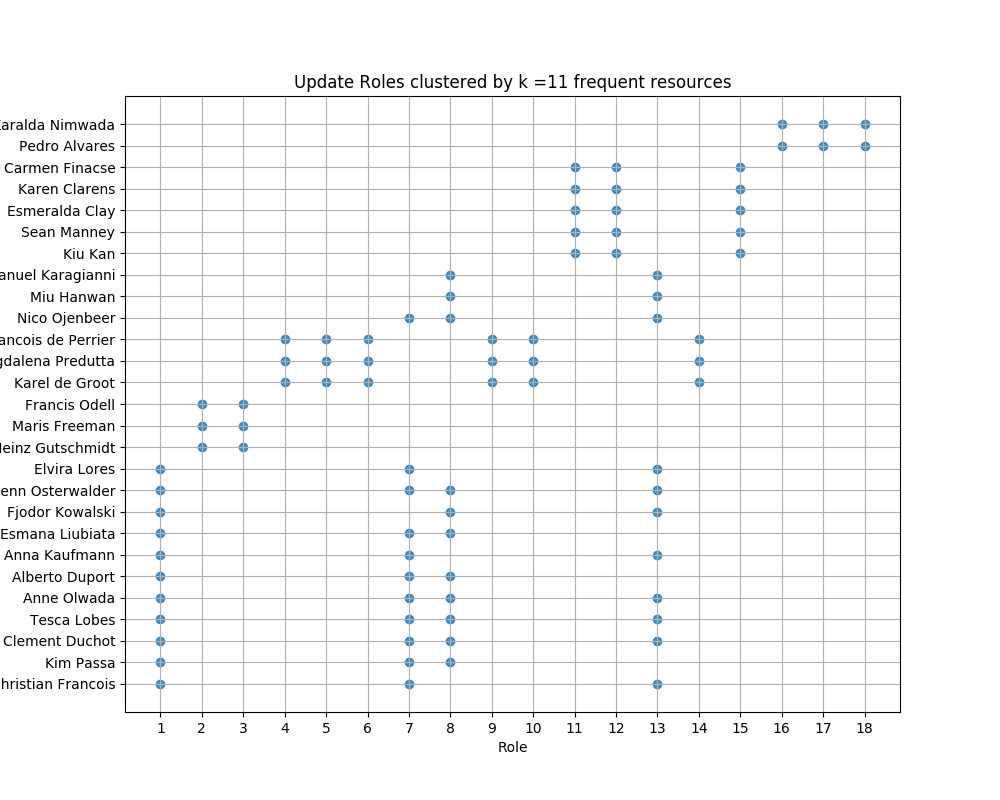 Update Roles clustered by k =11 frequent resources
Karalda Nimwada
Pedro Alvares
Carmen Finacse
Karen Clarens
Esmeralda Clay
Sean Manney
Kiu Kan
anuel Karagianni
Miu Hanwan
Nico Ojenbeer
ancois de Perrier
gdalena Predutta
Karel de Groot
Francis Odell
Maris Freeman
Heinz Gutschmidt
Elvira Lores
enn Osterwalder
Fjodor Kowalski
Esmana Liubiata
Anna Kaufmann
Alberto Duport
Anne Olwada
Tesca Lobes
Clement Duchot
Kim Passa
hristian Francois
1 2 3 4 5 6 7 8 9 10 11 12 13 14 15 16 17 18
Role